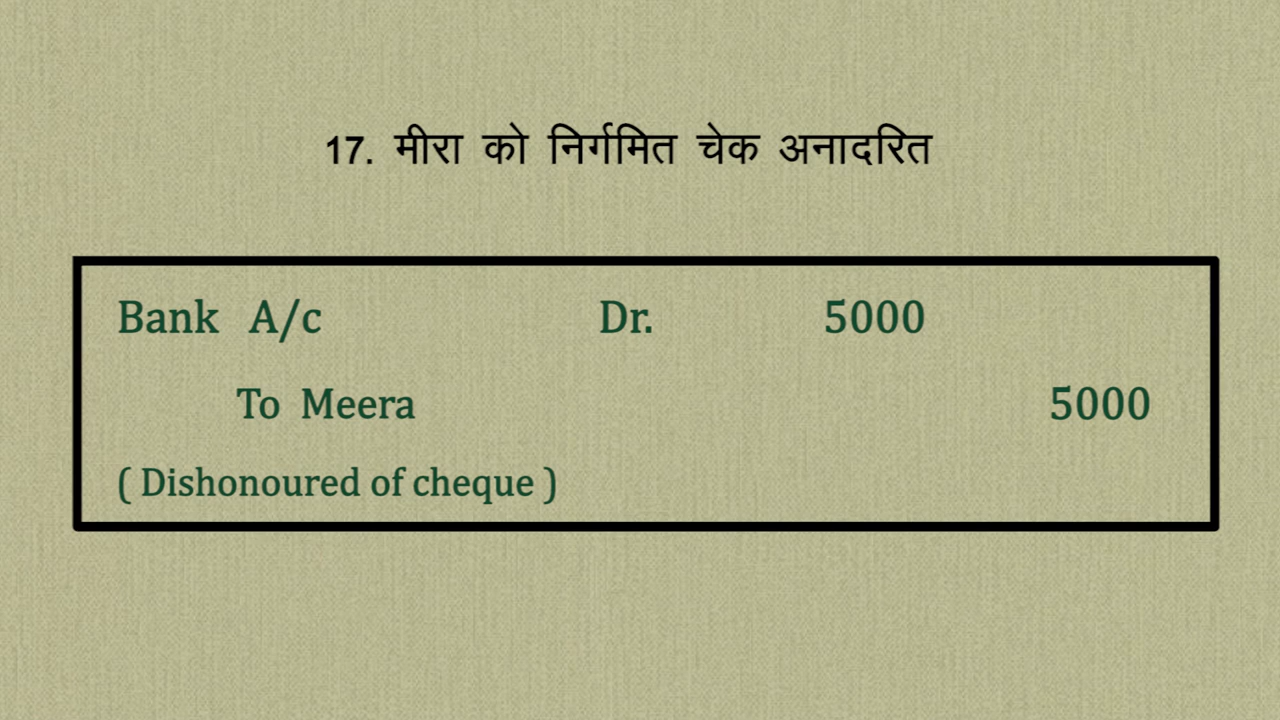 17. मीरा को निर्गमित चेक अनादरित
Bank A/c Dr. 5000
To Meera 5000
( Dishonoured of cheque )